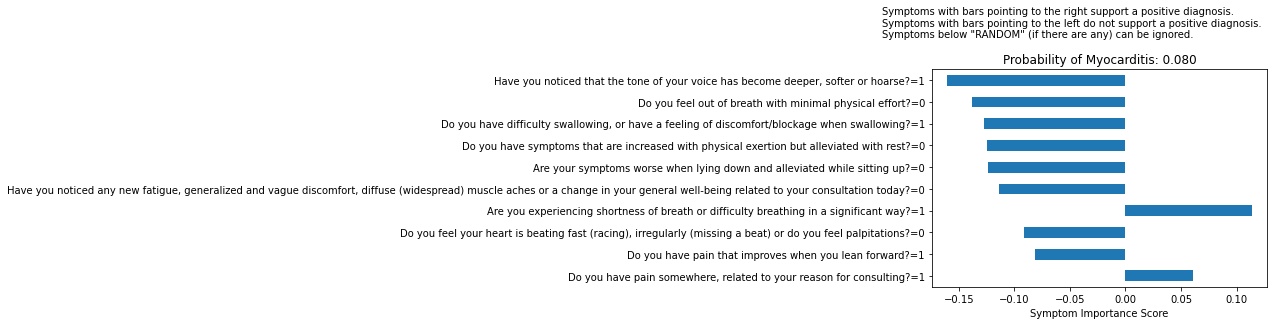 Symptoms with bars pointing to the right support a positive diagnosis.
Symptoms with bars pointing to the left do not support a positive diagnosis.
Symptoms below "RANDOM" (if there are any) can be ignored.
Probability of Myocarditis: 0.080
Have you noticed that the tone of your voice has become deeper, softer or hoarse?=1
Do you feel out of breath with minimal physical effort?=0
Do you have difficulty swallowing, or have a feeling of discomfort/blockage when swallowing?=1
Do you have symptoms that are increased with physical exertion but alleviated with rest?=0
Are your symptoms worse when lying down and alleviated while sitting up?=0
Have you noticed any new fatigue, generalized and vague discomfort, diffuse (widespread) muscle aches or a change in your general well-being related to your consultation today?=0
Are you experiencing shortness of breath or difficulty breathing in a significant way?=1
Do you feel your heart is beating fast (racing), irregularly (missing a beat) or do you feel palpitations?=0
Do you have pain that improves when you lean forward?=1
Do you have pain somewhere, related to your reason for consulting?=1
−0.15 −0.10 −0.05 0.00 0.05 0.10
Symptom Importance Score